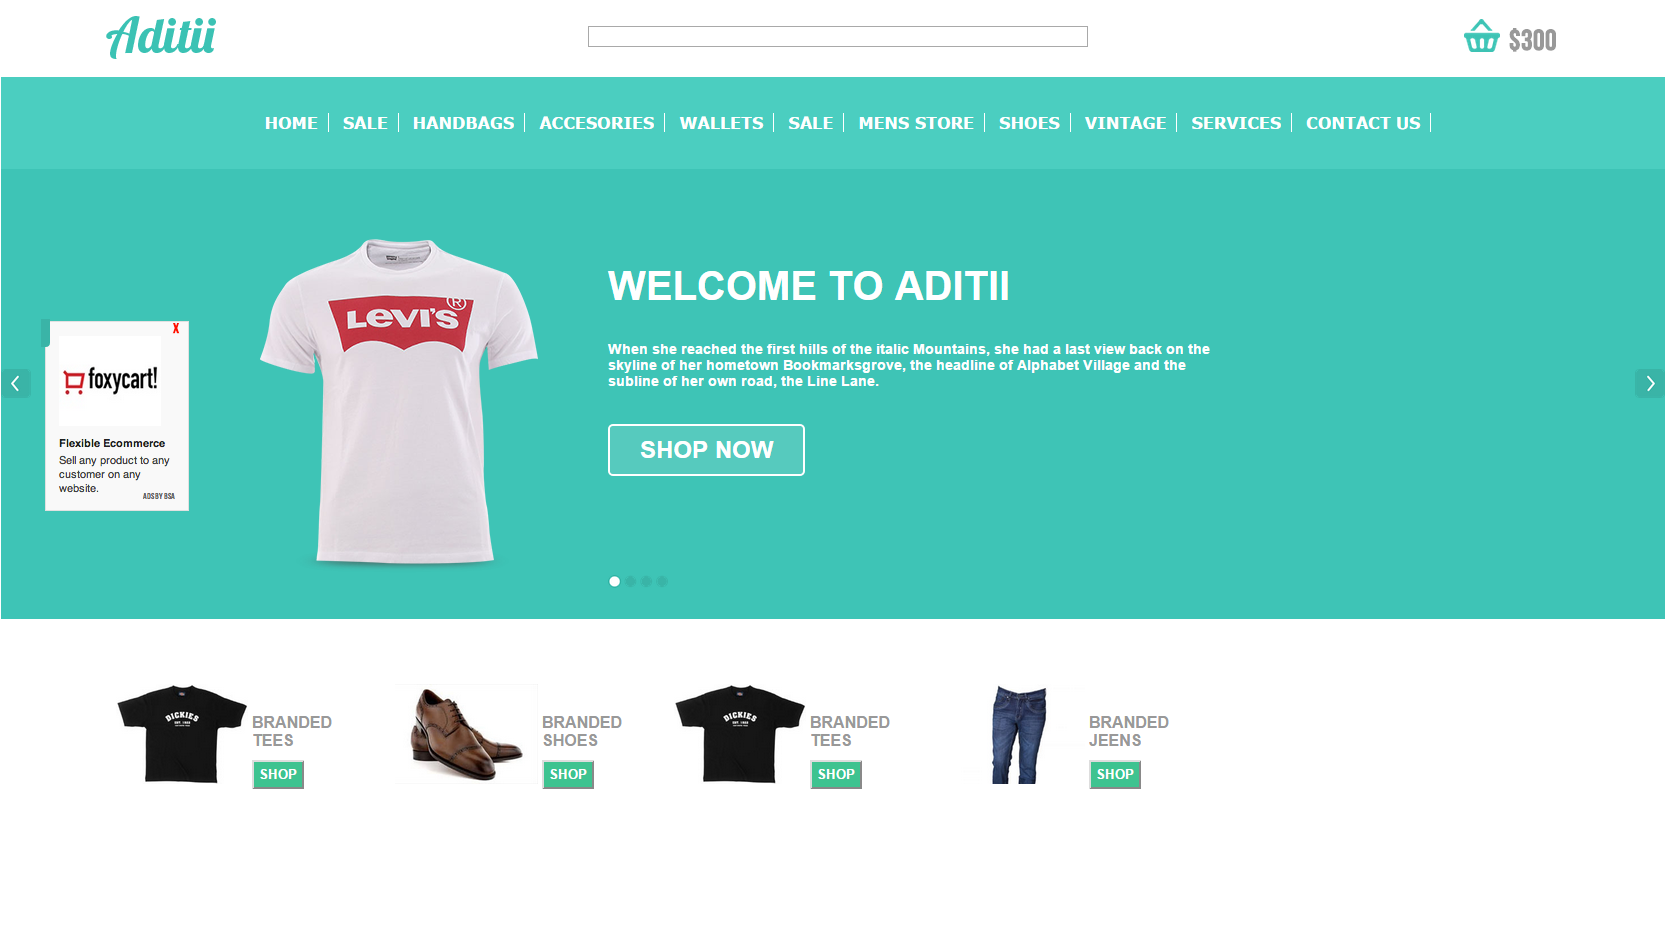 Aditii
$300
HOME
SALE
HANDBAGS
ACCESORIES
WALLETS
SALE
MENS STORE
SHOES
VINTAGE
SERVICES
CONTACT US
LEVI'S
®
WELCOME TO ADITII
When she reached the first hills of the italic Mountains, she had a last view back on the
skyline of her hometown Bookmarksgrove, the headline of Alphabet Village and the
subline of her own road, the Line Lane.
SHOP NOW
X
foxycart!
Flexible Ecommerce
Sell any product to any
customer on any
website.
ADS BY BSA
DICKIES
BRANDED
TEES
SHOP
BRANDED
SHOES
SHOP
DICKIES
BRANDED
TEES
SHOP
BRANDED
JEENS
SHOP